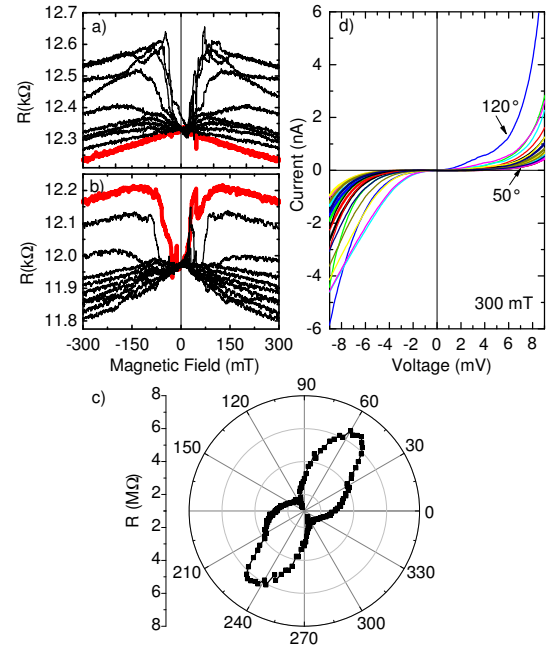 a)
R(kΩ)
12.7
12.6
12.5
12.4
12.3
b)
R(kΩ)
12.2
12.1
12.0
11.9
11.8
-300 -150 0 150 300
Magnetic Field (mT)
d)
Current (nA)
6
4
2
0
-2
-4
6
120°
50°
300 mT
-8 -6 -4 -2 0 2 4 6 8
Voltage (mV)
c)
R (MΩ)
8
6
4
2
0
2
4
6
8
90
120 60
150 30
0
210 330
240 300
270